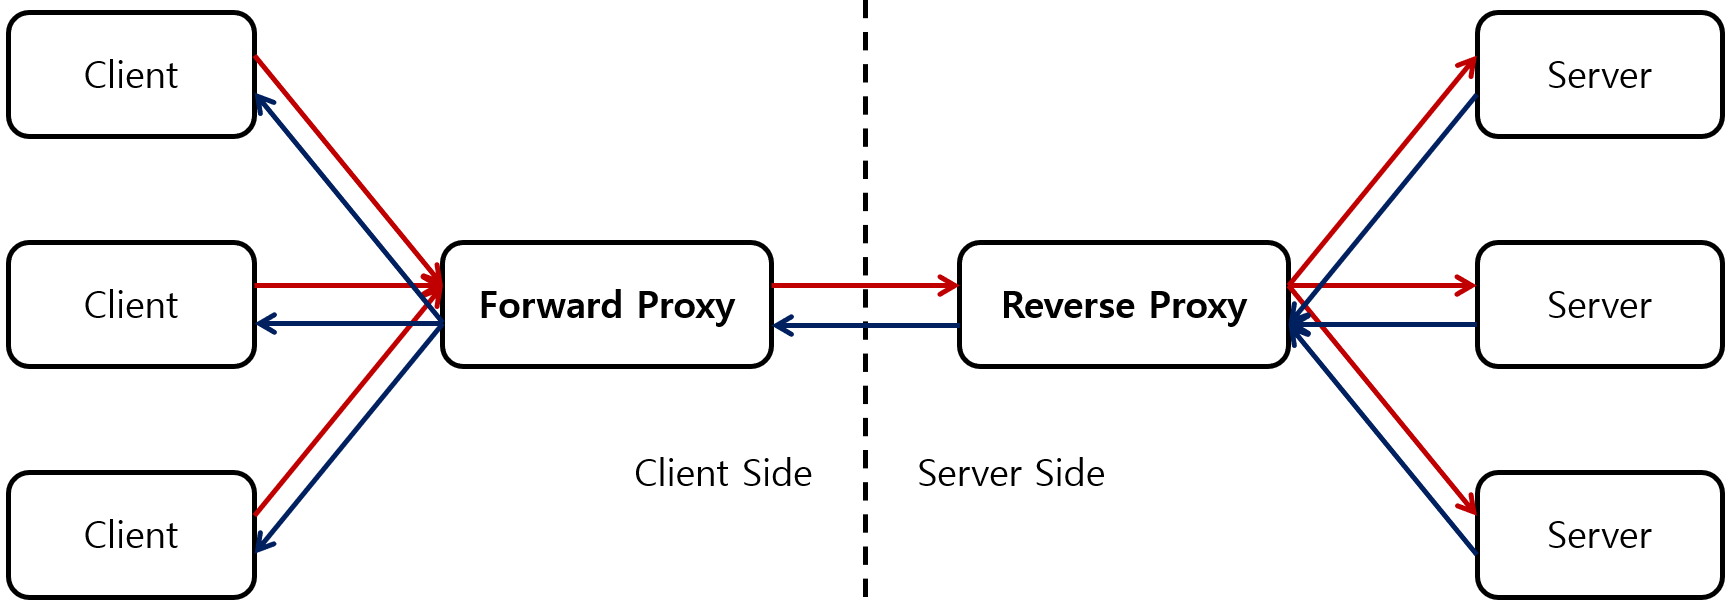 Client
Server
Client
Forward Proxy
Reverse Proxy
Server
Client Side
Server Side
Client
Server